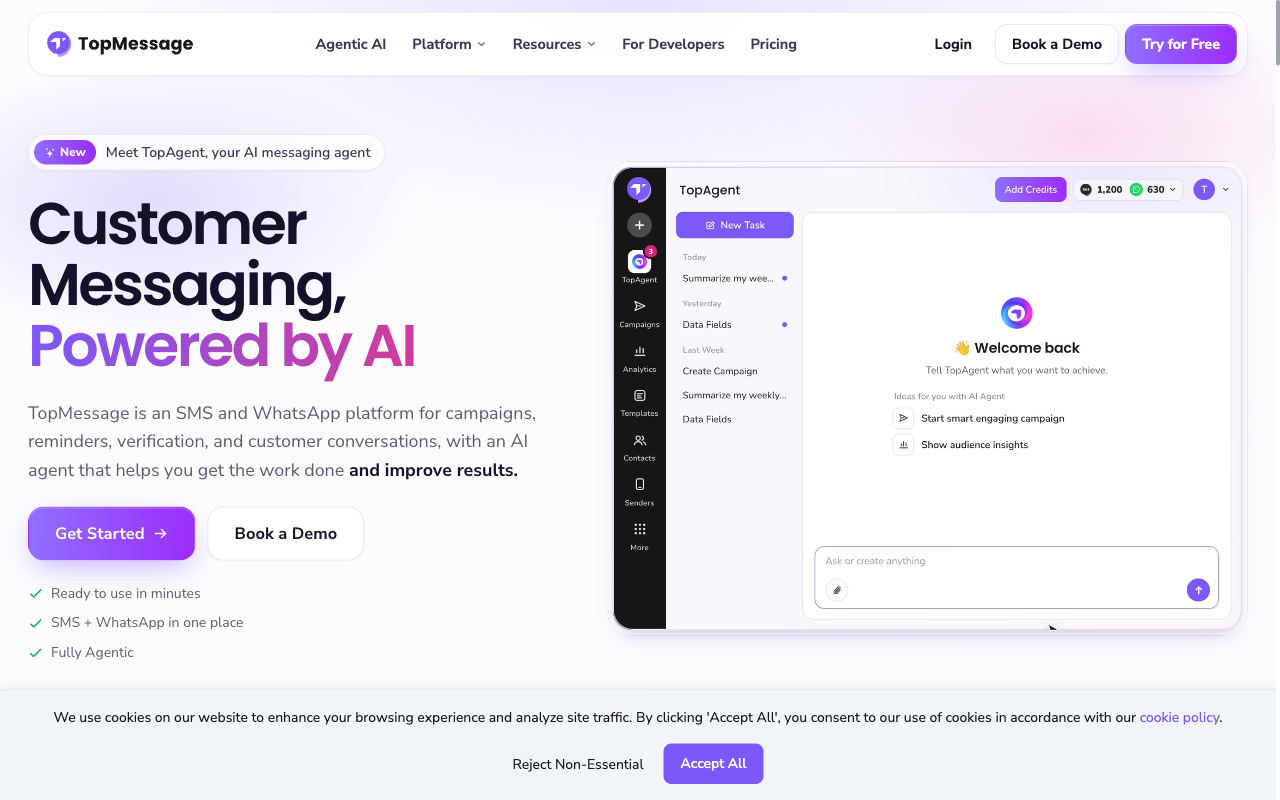 TopMessage
Agentic AI
Platform
Resources
For Developers
Pricing
Login
Book a Demo
Try for Free
New
Meet TopAgent, your AI messaging agent
Customer
Messaging,
Powered by AI
TopMessage is an SMS and WhatsApp platform for campaigns,
reminders, verification, and customer conversations, with an AI
agent that helps you get the work done and improve results.
Get Started
Book a Demo
Ready to use in minutes
SMS + WhatsApp in one place
Fully Agentic
TopAgent
Add Credits
1,200
630
T
3
TopAgent
Campaigns
Analytics
Templates
Contacts
Senders
More
New Task
Today
Summarize my wee...
Yesterday
Data Fields
Last Week
Create Campaign
Summarize my weekly...
Data Fields
👋 Welcome back
Tell TopAgent what you want to achieve.
Ideas for you with AI Agent
Start smart engaging campaign
Show audience insights
Ask or create anything
We use cookies on our website to enhance your browsing experience and analyze site traffic. By clicking 'Accept All', you consent to our use of cookies in accordance with our cookie policy.
Reject Non-Essential
Accept All